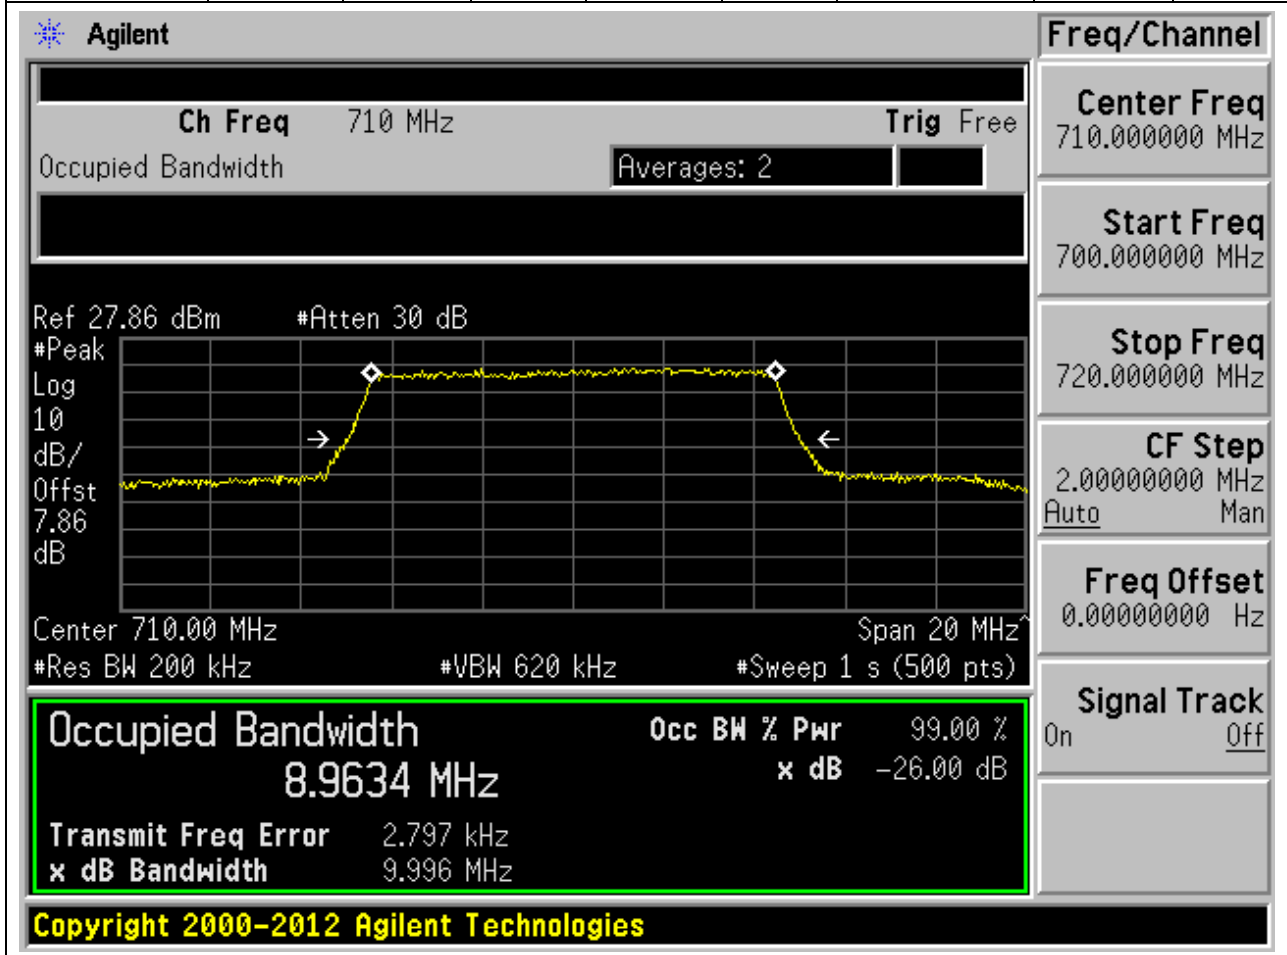 Agilent
Freq/Channel
Ch Freq 710 MHz Trig Free
Occupied Bandwidth Averages: 2
Center Freq
710.000000 MHz
Start Freq
700.000000 MHz
Stop Freq
720.000000 MHz
CF Step
2.00000000 MHz
Auto Man
Freq Offset
0.00000000 Hz
Signal Track
On Off
Ref 27.86 dBm #Atten 30 dB
#Peak
Log
10
dB/
Offst
7.86
dB
Center 710.00 MHz Span 20 MHz^
#Res BW 200 kHz #VBW 620 kHz #Sweep 1 s (500 pts)
Occupied Bandwidth Occ BW % Pwr 99.00 %
8.9634 MHz x dB -26.00 dB
Transmit Freq Error 2.797 kHz
x dB Bandwidth 9.996 MHz
Copyright 2000-2012 Agilent Technologies